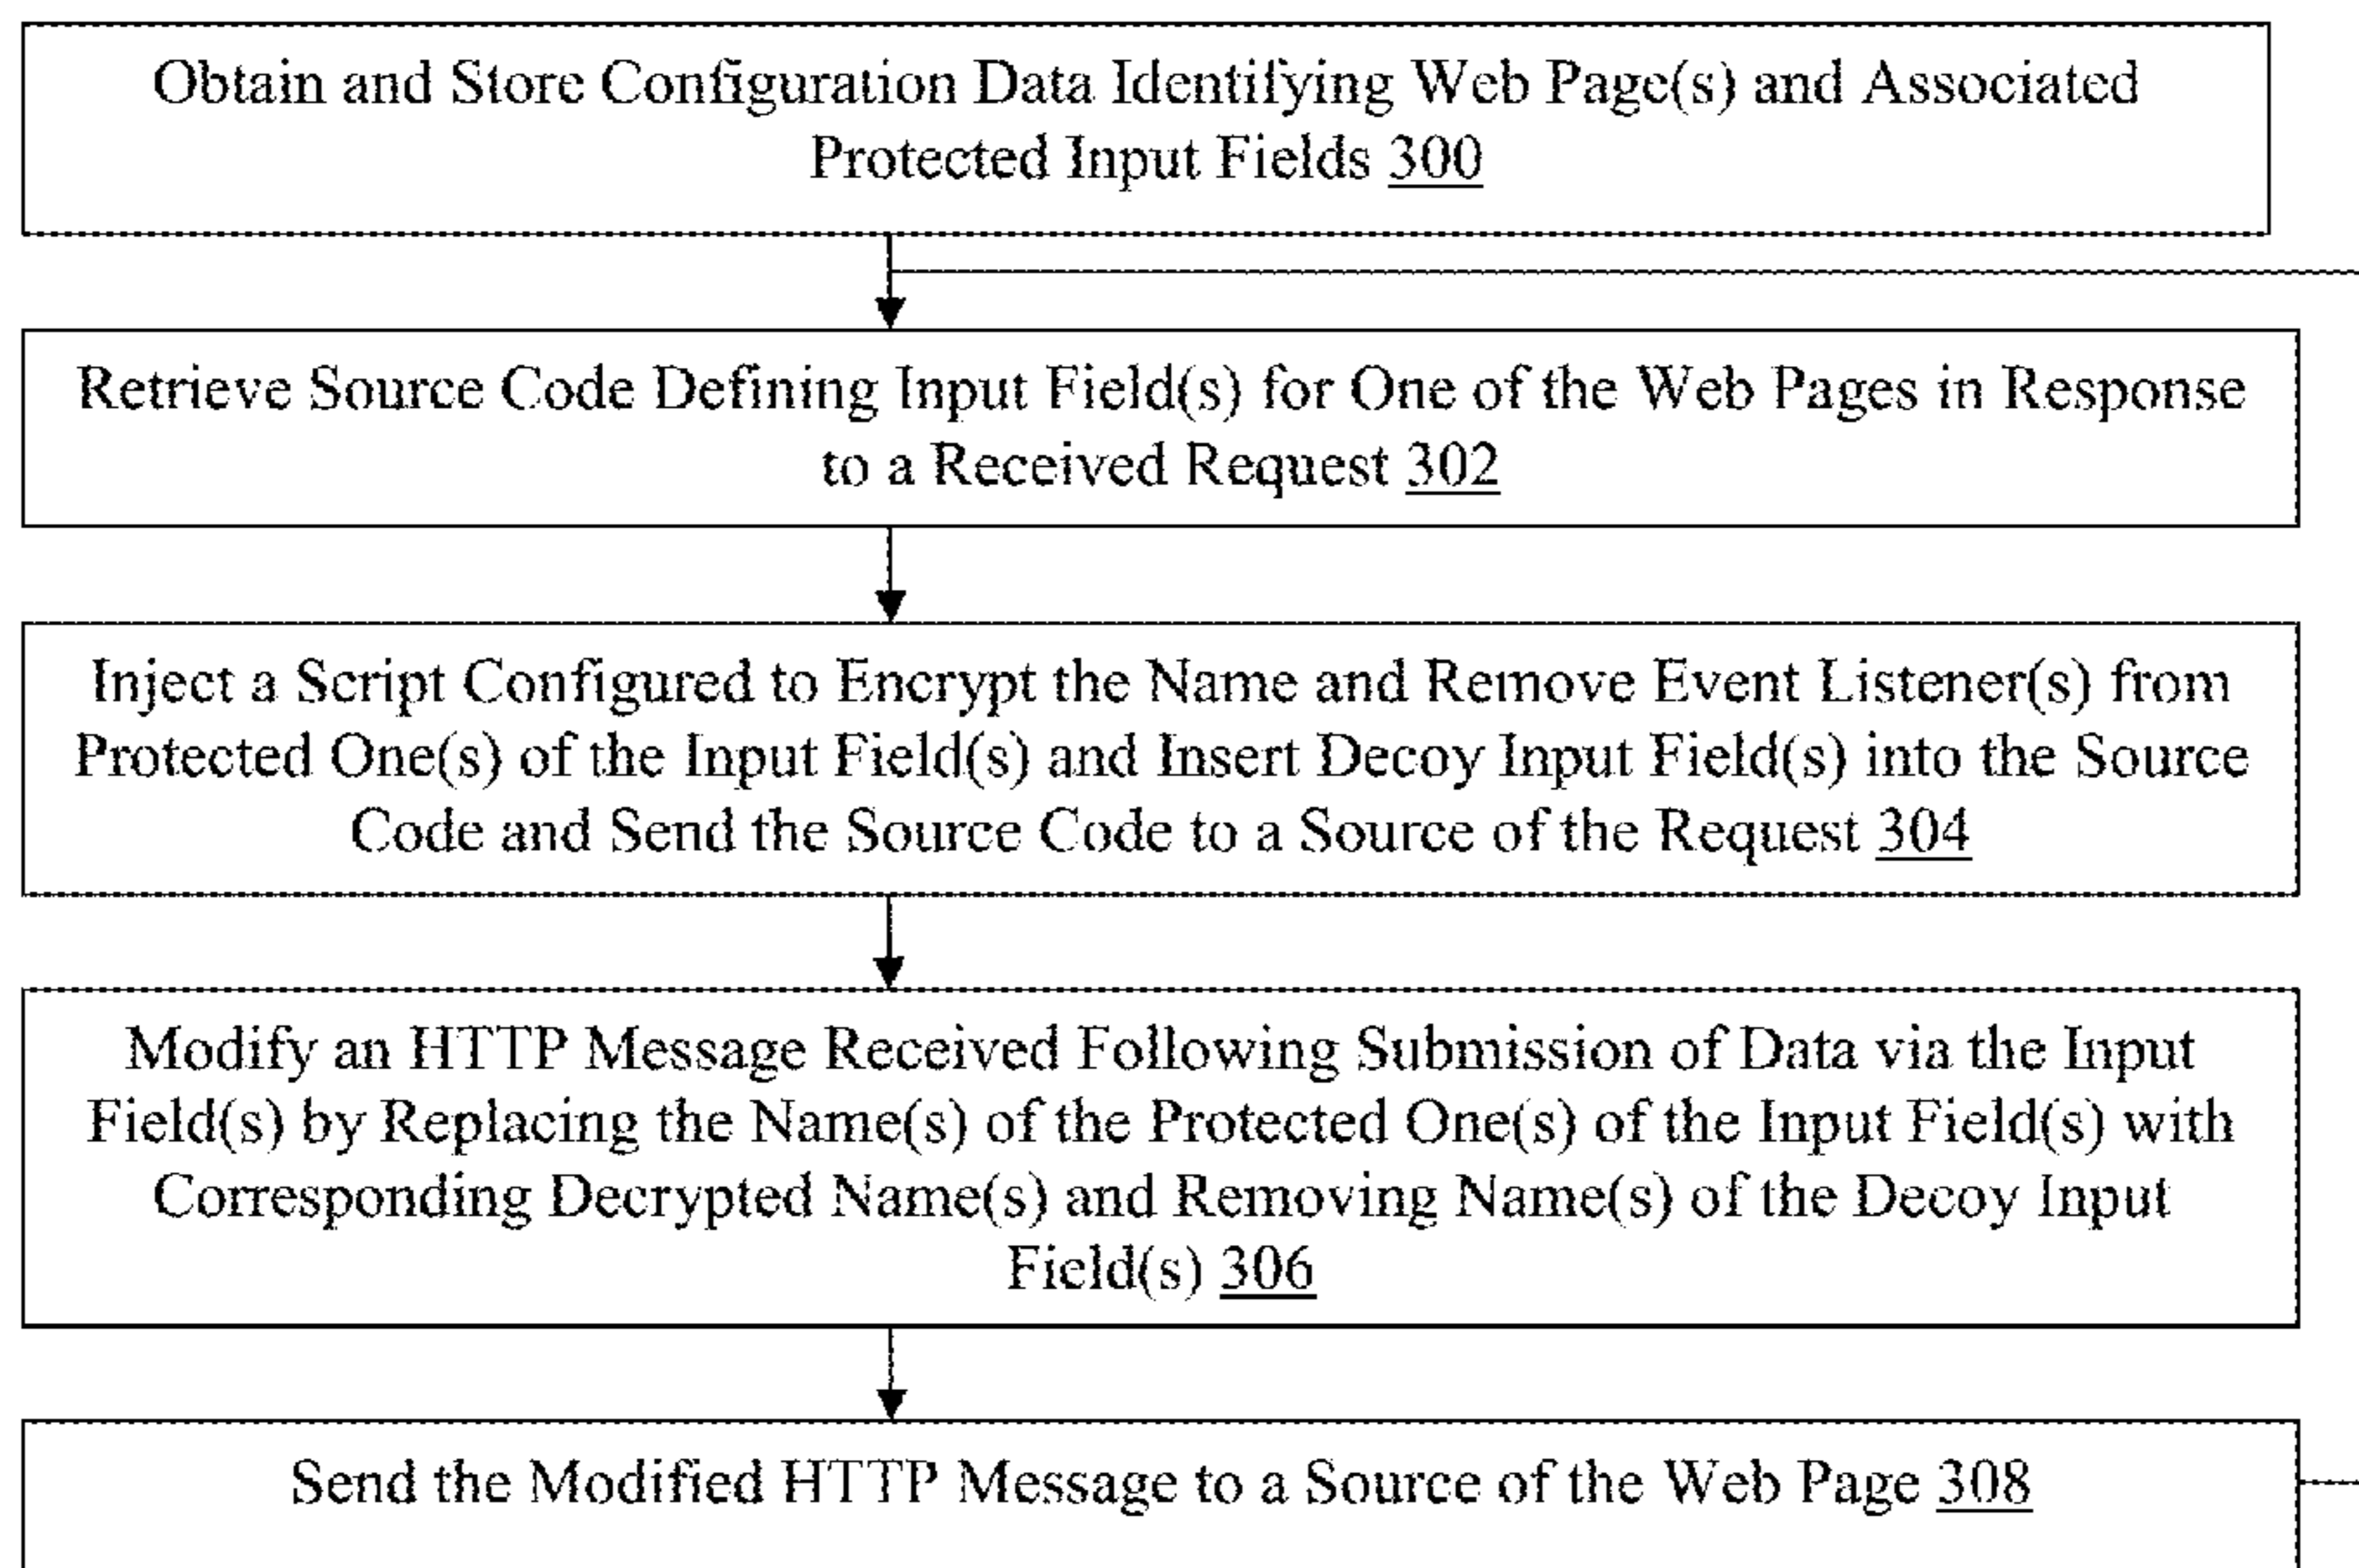 Obtain and Store Configuration Data Identifying Web Page(s) and Associated
Protected Input Fields 300
Retrieve Source Code Defining Input Field(s) for One of the Web Pages in Response
to a Received Request 302
Inject a Script Configured to Encrypt the Name and Remove Event Listener(s) from
Protected One(s) of the Input Field(s) and Insert Decoy Input Field(s) into the Source
Code and Send the Source Code to a Source of the Request 304
Modify an HTTP Message Received Following Submission of Data via the Input
Field(s) by Replacing the Name(s) of the Protected One(s) of the Input Field(s) with
Corresponding Decrypted Name(s) and Removing Name(s) of the Decoy Input
Field(s) 306
Send the Modified HTTP Message to a Source of the Web Page 308